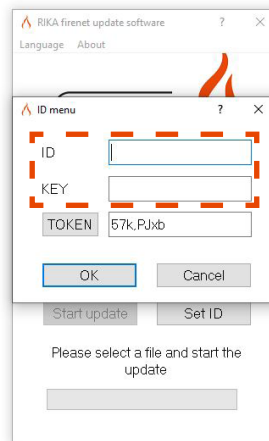 RIKA firenet update software ? ×
Language About
ID menu ? ×
ID
KEY
TOKEN 57k,PJxb
OK Cancel
Start update Set ID
Please select a file and start the
update